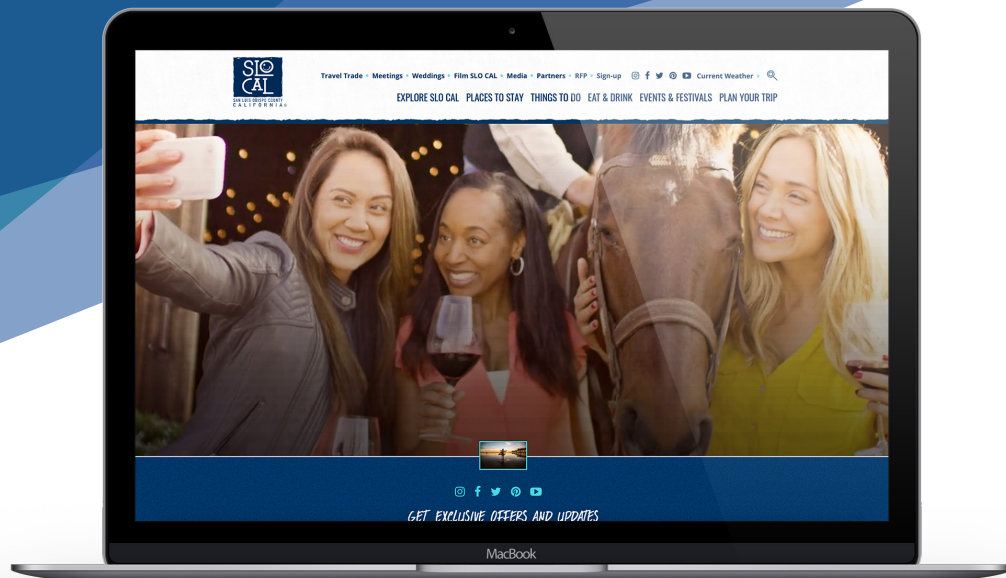 SLO
CAL
SAN LUIS OBISPO COUNTY
CALIFORNIA®
Travel Trade • Meetings • Weddings • Film SLO CAL • Media • Partners • RFP • Sign-up Current Weather ›
EXPLORE SLO CAL PLACES TO STAY THINGS TO DO EAT & DRINK EVENTS & FESTIVALS PLAN YOUR TRIP
GET EXCLUSIVE OFFERS AND UPDATES
MacBook